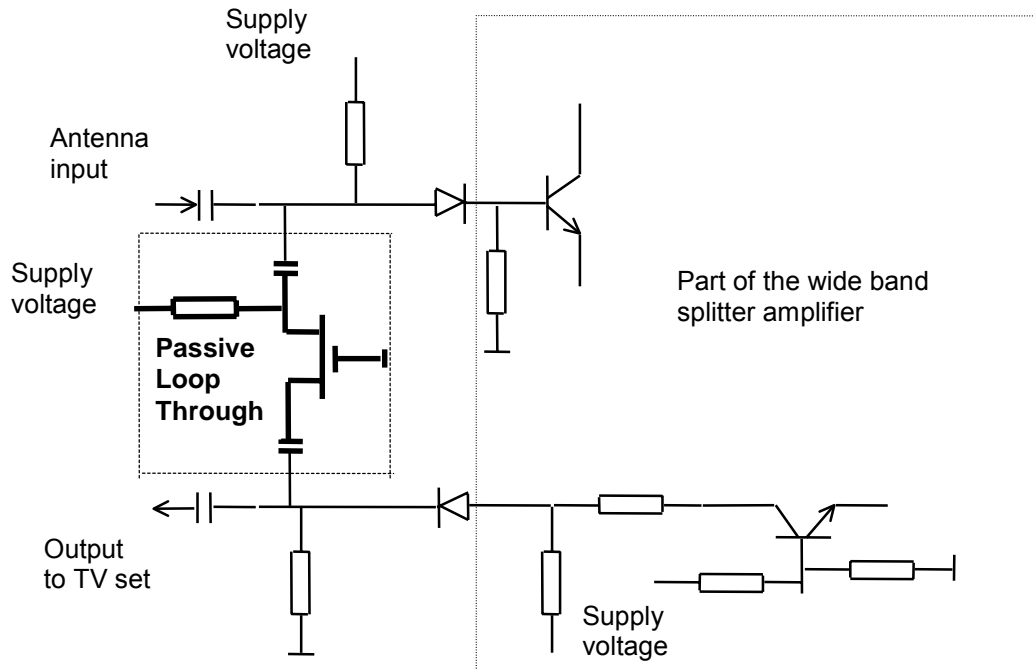 Supply
voltage
Antenna
input
Supply
voltage
Passive
Loop
Through
Part of the wide band
splitter amplifier
Output
to TV set
Supply
voltage